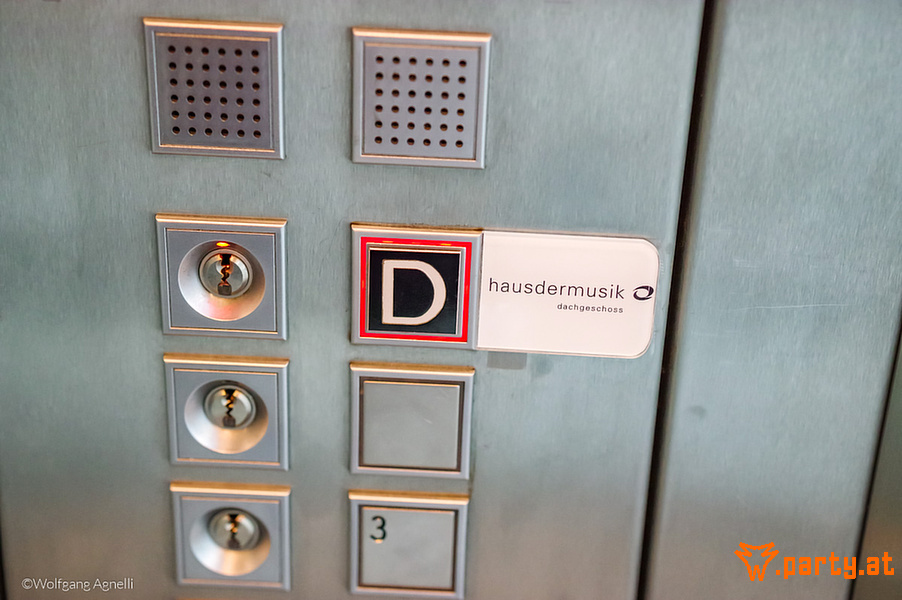 D
hausdermusik
dachgeschoss
3
©Wolfgang Agnelli
w.party.at